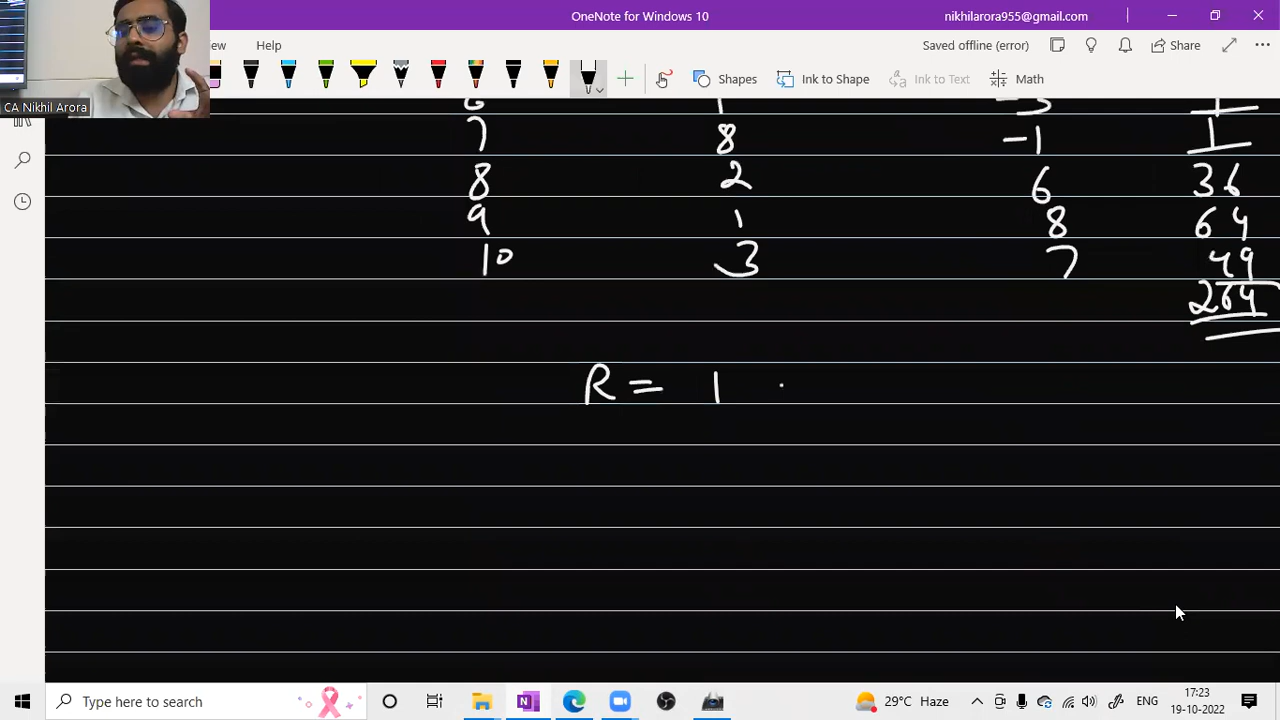 OneNote for Windows 10
nikhilarora955@gmail.com
ew Help
Saved offline (error)
Share
CA Nikhil Arora
Shapes
Ink to Shape
Ink to Text
Math
7 8 -1 1
8 2 6 36
9 1 8 64
10 3 7 49
264
R = 1 ·
Type here to search
29°C Haze
ENG
17:23
19-10-2022